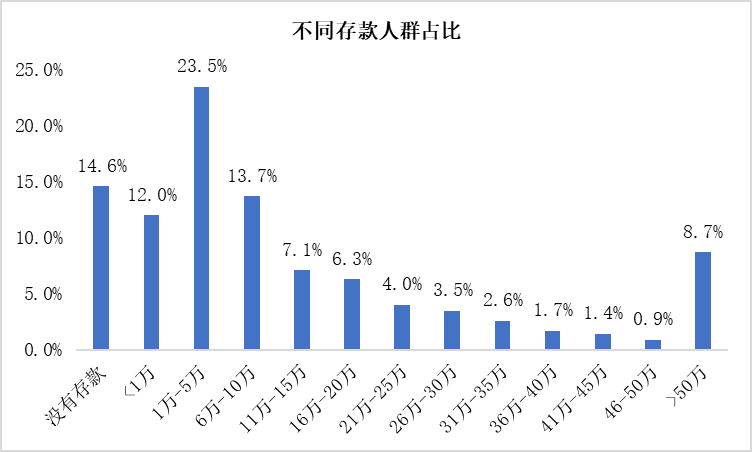 不同存款人群占比
25.0%
20.0%
15.0%
10.0%
5.0%
0.0%
14.6%
12.0%
23.5%
13.7%
7.1%
6.3%
4.0%
3.5%
2.6%
1.7%
1.4%
0.9%
8.7%
没有存款
<1万
1万-5万
6万-10万
11万-15万
16万-20万
21万-25万
26万-30万
31万-35万
36万-40万
41万-45万
46-50万
>50万